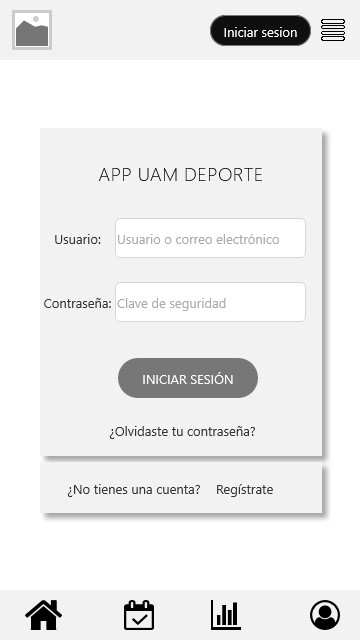 Iniciar sesion
APP UAM DEPORTE
Usuario: Usuario o correo electrónico
Contraseña: Clave de seguridad
INICIAR SESIÓN
¿Olvidaste tu contraseña?
¿No tienes una cuenta? Regístrate